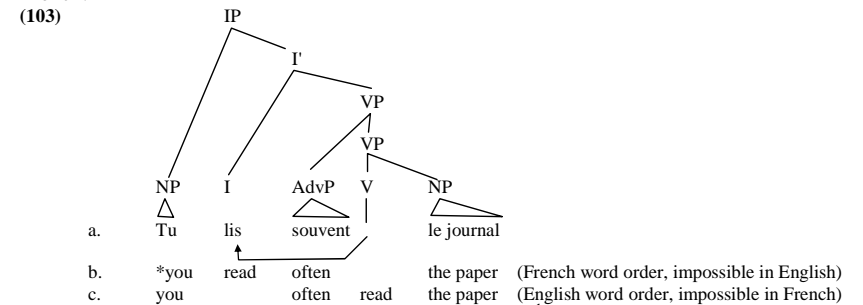 (103) IP
I'
VP
VP
NP I AdvP V NP
a. Tu lis souvent le journal
b. *you read often the paper (French word order, impossible in English)
c. you often read the paper (English word order, impossible in French)